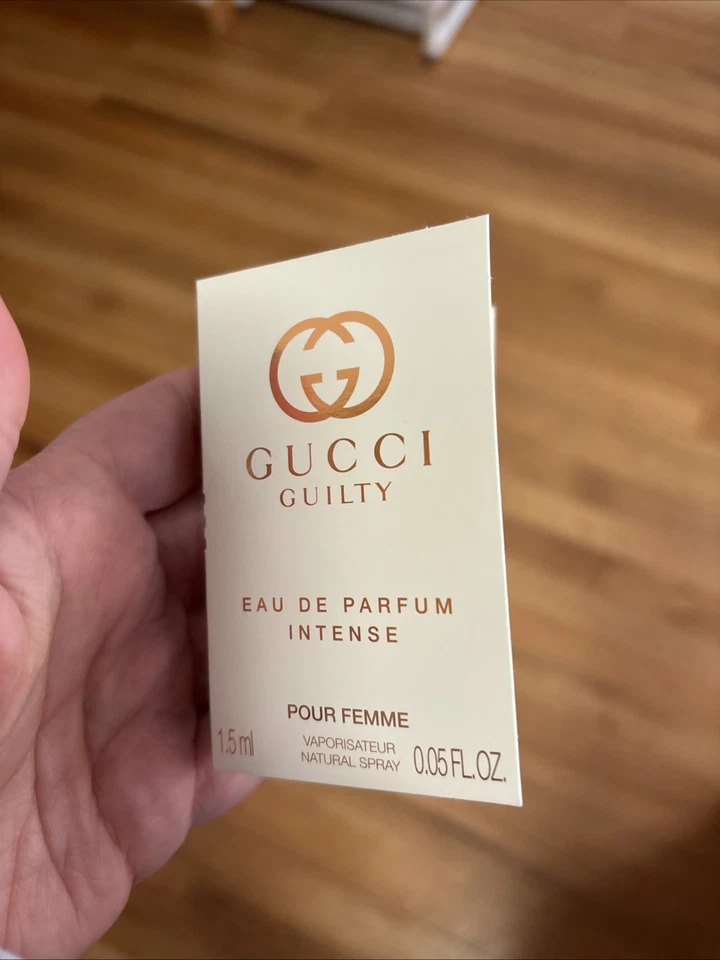 GUCCI
GUILTY
EAU DE PARFUM
INTENSE
POUR FEMME
1.5 ml
VAPORISATEUR
NATURAL SPRAY
0.05 FL.OZ.